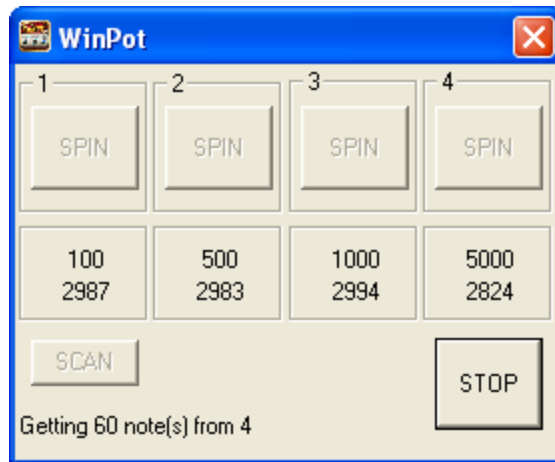 WinPot
1 2 3 4
SPIN SPIN SPIN SPIN
100 500 1000 5000
2987 2983 2994 2824
SCAN
STOP
Getting 60 note(s) from 4